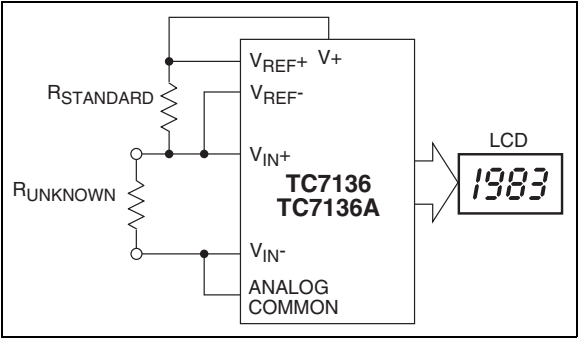 VREF+ V+
RSTANDARD
VREF-
LCD
VIN+
1983
RUNKNOWN
TC7136
TC7136A
VIN-
ANALOG
COMMON